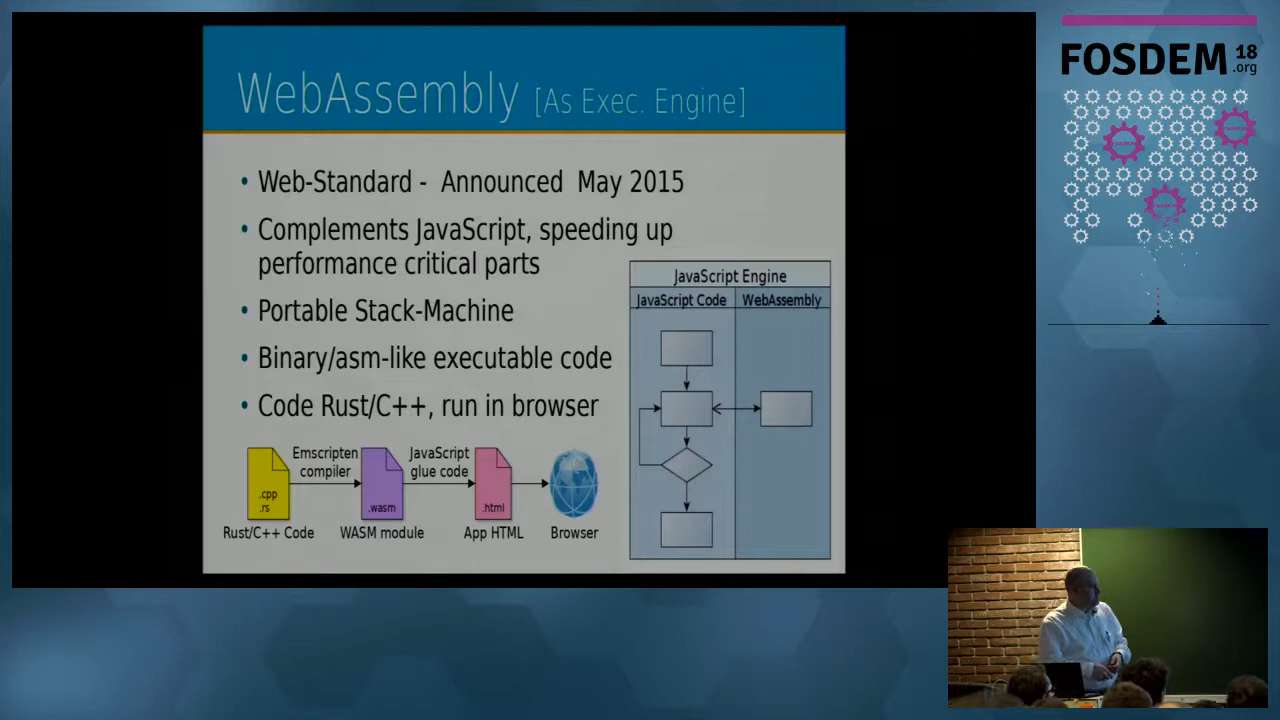 WebAssembly [As Exec. Engine]
• Web-Standard - Announced May 2015
• Complements JavaScript, speeding up
performance critical parts
• Portable Stack-Machine
• Binary/asm-like executable code
• Code Rust/C++, run in browser
JavaScript Engine
JavaScript Code WebAssembly
Emscripten
compiler
JavaScript
glue code
.cpp
.rs
.wasm
.html
Rust/C++ Code
WASM module
App HTML
Browser
FOSDEM 18
.org